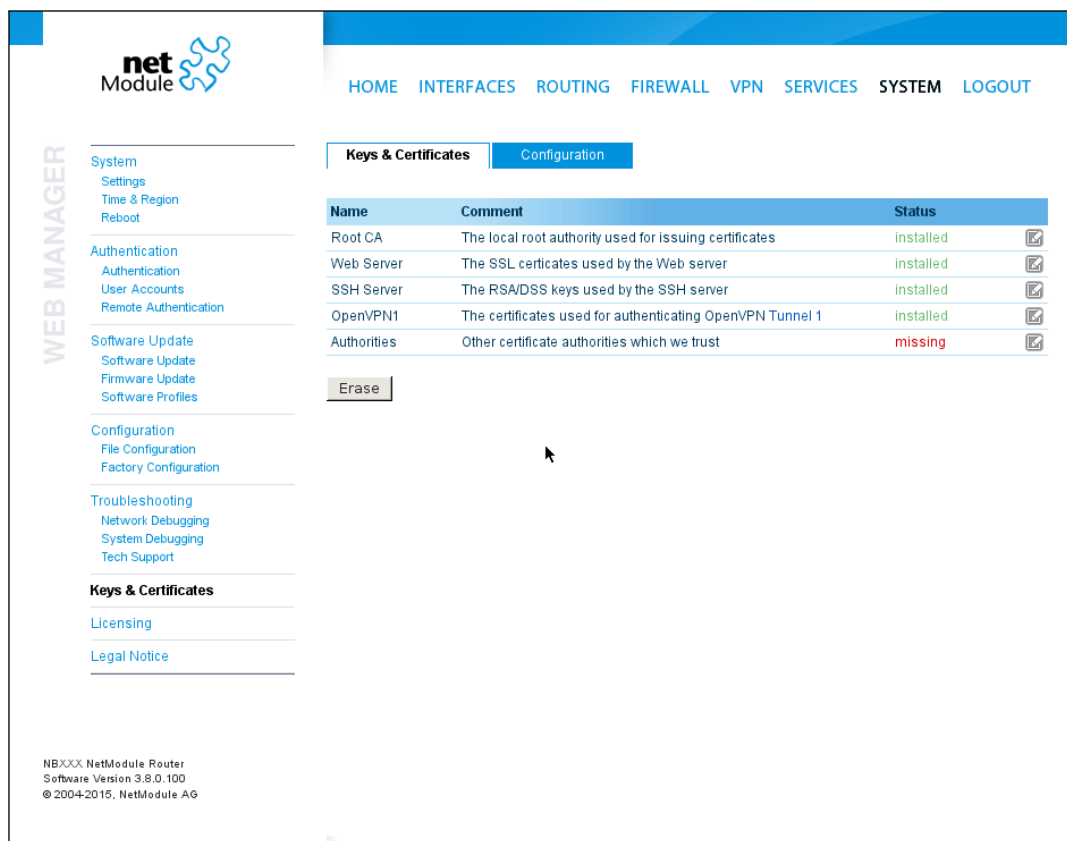 net
Module
HOME INTERFACES ROUTING FIREWALL VPN SERVICES SYSTEM LOGOUT
WEB MANAGER
System
Settings
Time & Region
Reboot
Authentication
Authentication
User Accounts
Remote Authentication
Software Update
Software Update
Firmware Update
Software Profiles
Configuration
File Configuration
Factory Configuration
Troubleshooting
Network Debugging
System Debugging
Tech Support
Keys & Certificates
Licensing
Legal Notice
Keys & Certificates Configuration
Name Comment Status
Root CA The local root authority used for issuing certificates installed
Web Server The SSL certicates used by the Web server installed
SSH Server The RSA/DSS keys used by the SSH server installed
OpenVPN1 The certificates used for authenticating OpenVPN Tunnel 1 installed
Authorities Other certificate authorities which we trust missing
Erase
NBXXX NetModule Router
Software Version 3.8.0.100
© 2004-2015, NetModule AG